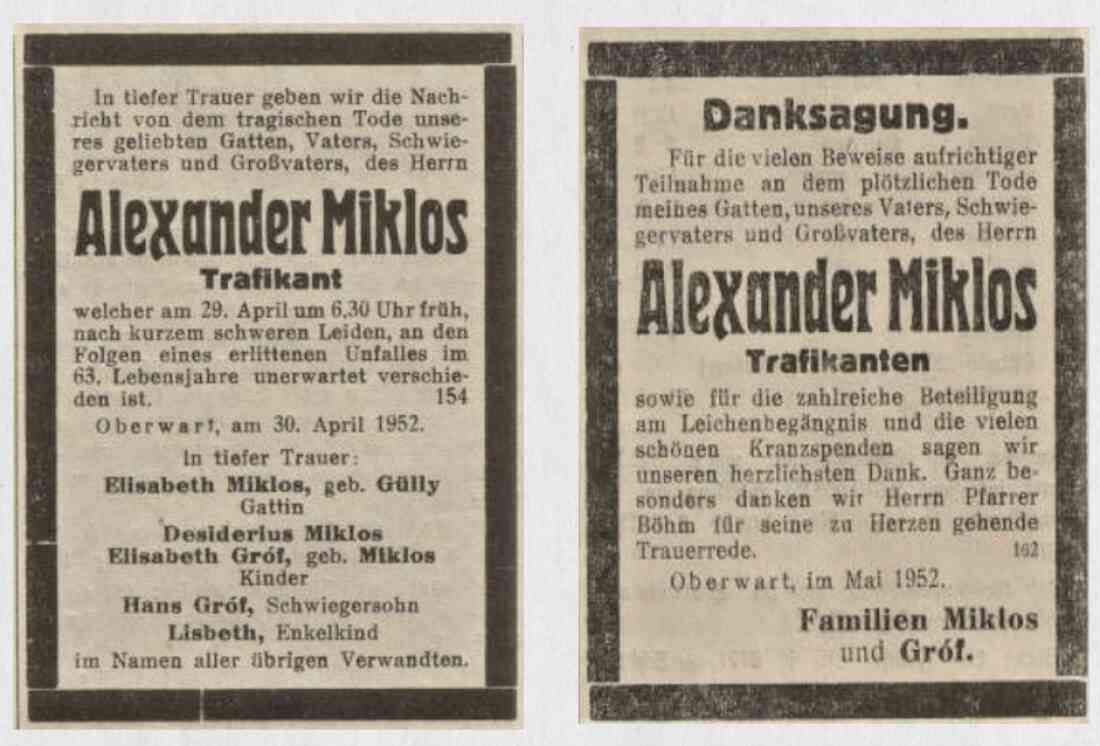 In tiefer Trauer geben wir die Nach-
richt von dem tragischen Tode unse-
res geliebten Gatten, Vaters, Schwie-
gervaters und Großvaters, des Herrn
Alexander Miklos
Trafikant
welcher am 29. April um 6,30 Uhr früh,
nach kurzem schweren Leiden, an den
Folgen eines erlittenen Unfalles im
63. Lebensjahre unerwartet verschie-
den ist. 154
Oberwart, am 30. April 1952.
In tiefer Trauer:
Elisabeth Miklos, geb. Gülly
Gattin
Desiderius Miklos
Elisabeth Gróf, geb. Miklos
Kinder
Hans Gróf, Schwiegersohn
Lisbeth, Enkelkind
im Namen aller übrigen Verwandten.
Danksagung.
Für die vielen Beweise aufrichtiger
Teilnahme an dem plötzlichen Tode
meines Gatten, unseres Vaters, Schwie-
gervaters und Großvaters, des Herrn
Alexander Miklos
Trafikanten
sowie für die zahlreiche Beteiligung
am Leichenbegängnis und die vielen
schönen Kranzspenden sagen wir
unseren herzlichsten Dank. Ganz be-
sonders danken wir Herrn Pfarrer
Böhm für seine zu Herzen gehende
Trauerrede. 162
Oberwart, im Mai 1952.
Familien Miklos
und Gróf.